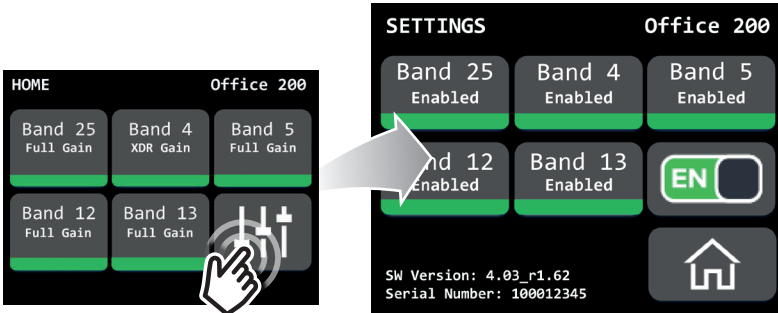 HOME Office 200
Band 25 Band 4 Band 5
Full Gain XDR Gain Full Gain
Band 12 Band 13
Full Gain Full Gain
SETTINGS Office 200
Band 25 Band 4 Band 5
Enabled Enabled Enabled
nd 12 Band 13
Enabled Enabled
EN
SW Version: 4.03_r1.62
Serial Number: 100012345